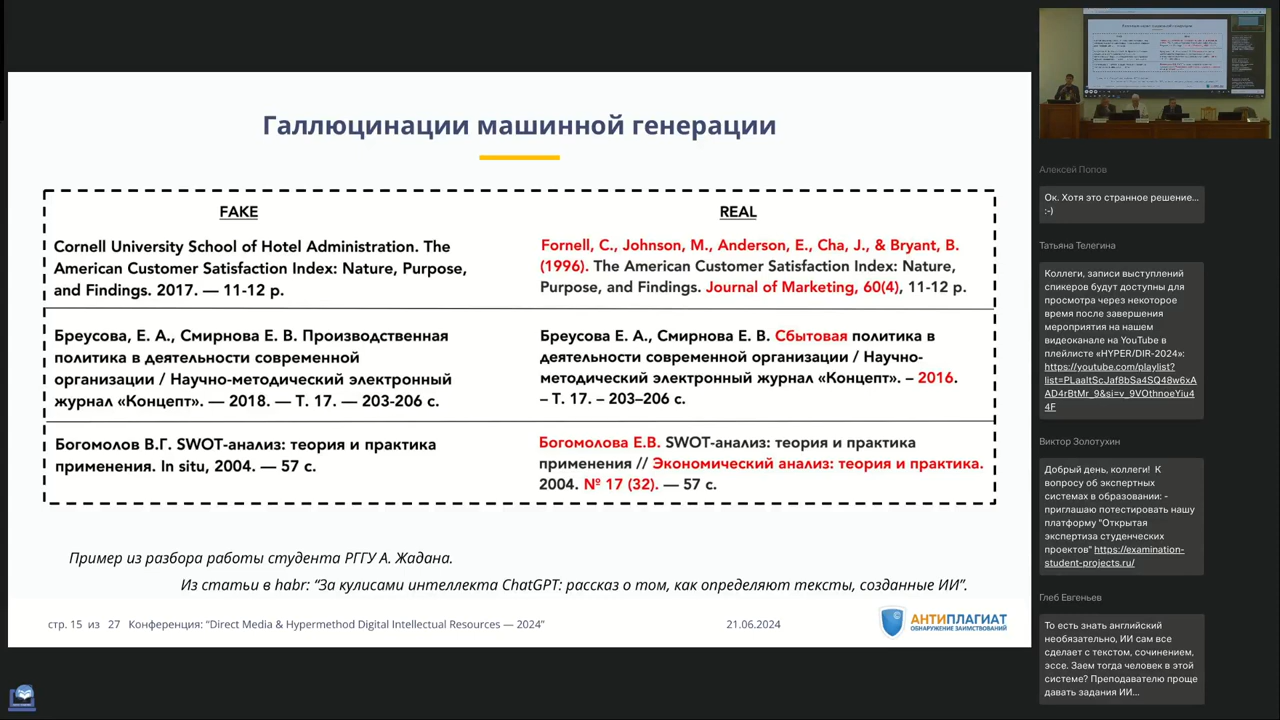 Галлюцинации машинной генерации
FAKE
Cornell University School of Hotel Administration. The
American Customer Satisfaction Index: Nature, Purpose,
and Findings. 2017. — 11-12 p.
REAL
Fornell, C., Johnson, M., Anderson, E., Cha, J., & Bryant, B.
(1996). The American Customer Satisfaction Index: Nature,
Purpose, and Findings. Journal of Marketing, 60(4), 11-12 p.
Бреусова, Е. А., Смирнова Е. В. Производственная
политика в деятельности современной
организации / Научно-методический электронный
журнал «Концепт». — 2018. — Т. 17. — 203-206 с.
Бреусова Е. А., Смирнова Е. В. Сбытовая политика в
деятельности современной организации / Научно-
методический электронный журнал «Концепт». – 2016.
– Т. 17. – 203–206 с.
Богомолов В.Г. SWOT-анализ: теория и практика
применения. In situ, 2004. — 57 с.
Богомолова Е.В. SWOT-анализ: теория и практика
применения // Экономический анализ: теория и практика.
2004. № 17 (32). — 57 с.
Пример из разбора работы студента РГГУ А. Жадана.
Из статьи в habr: “За кулисами интеллекта ChatGPT: рассказ о том, как определяют тексты, созданные ИИ”.
стр. 15 из 27 Конференция: “Direct Media & Hypermethod Digital Intellectual Resources — 2024”
21.06.2024
АНТИПЛАГИАТ
ОБНАРУЖЕНИЕ ЗАИМСТВОВАНИЙ
Алексей Попов
Ок. Хотя это странное решение...
:-)
Татьяна Телегина
Коллеги, записи выступлений
спикеров будут доступны для
просмотра через некоторое
время после завершения
мероприятия на нашем
видеоканале на YouTube в
плейлисте «HYPER/DIR-2024»:
https://youtube.com/playlist?
list=PLaaItScJaf8bSa4SQ48w6xA
AD4rBtMr_9&si=v_9VOthnoeYiu4
4F
Виктор Золотухин
Добрый день, коллеги! К
вопросу об экспертных
системах в образовании: -
приглашаю потестировать нашу
платформу "Открытая
экспертиза студенческих
проектов" https://examination-
student-projects.ru/
Глеб Евгеньев
То есть знать английский
необязательно, ИИ сам все
сделает с текстом, сочинением,
эссе. Заем тогда человек в этой
системе? Преподавателю проще
давать задания ИИ...